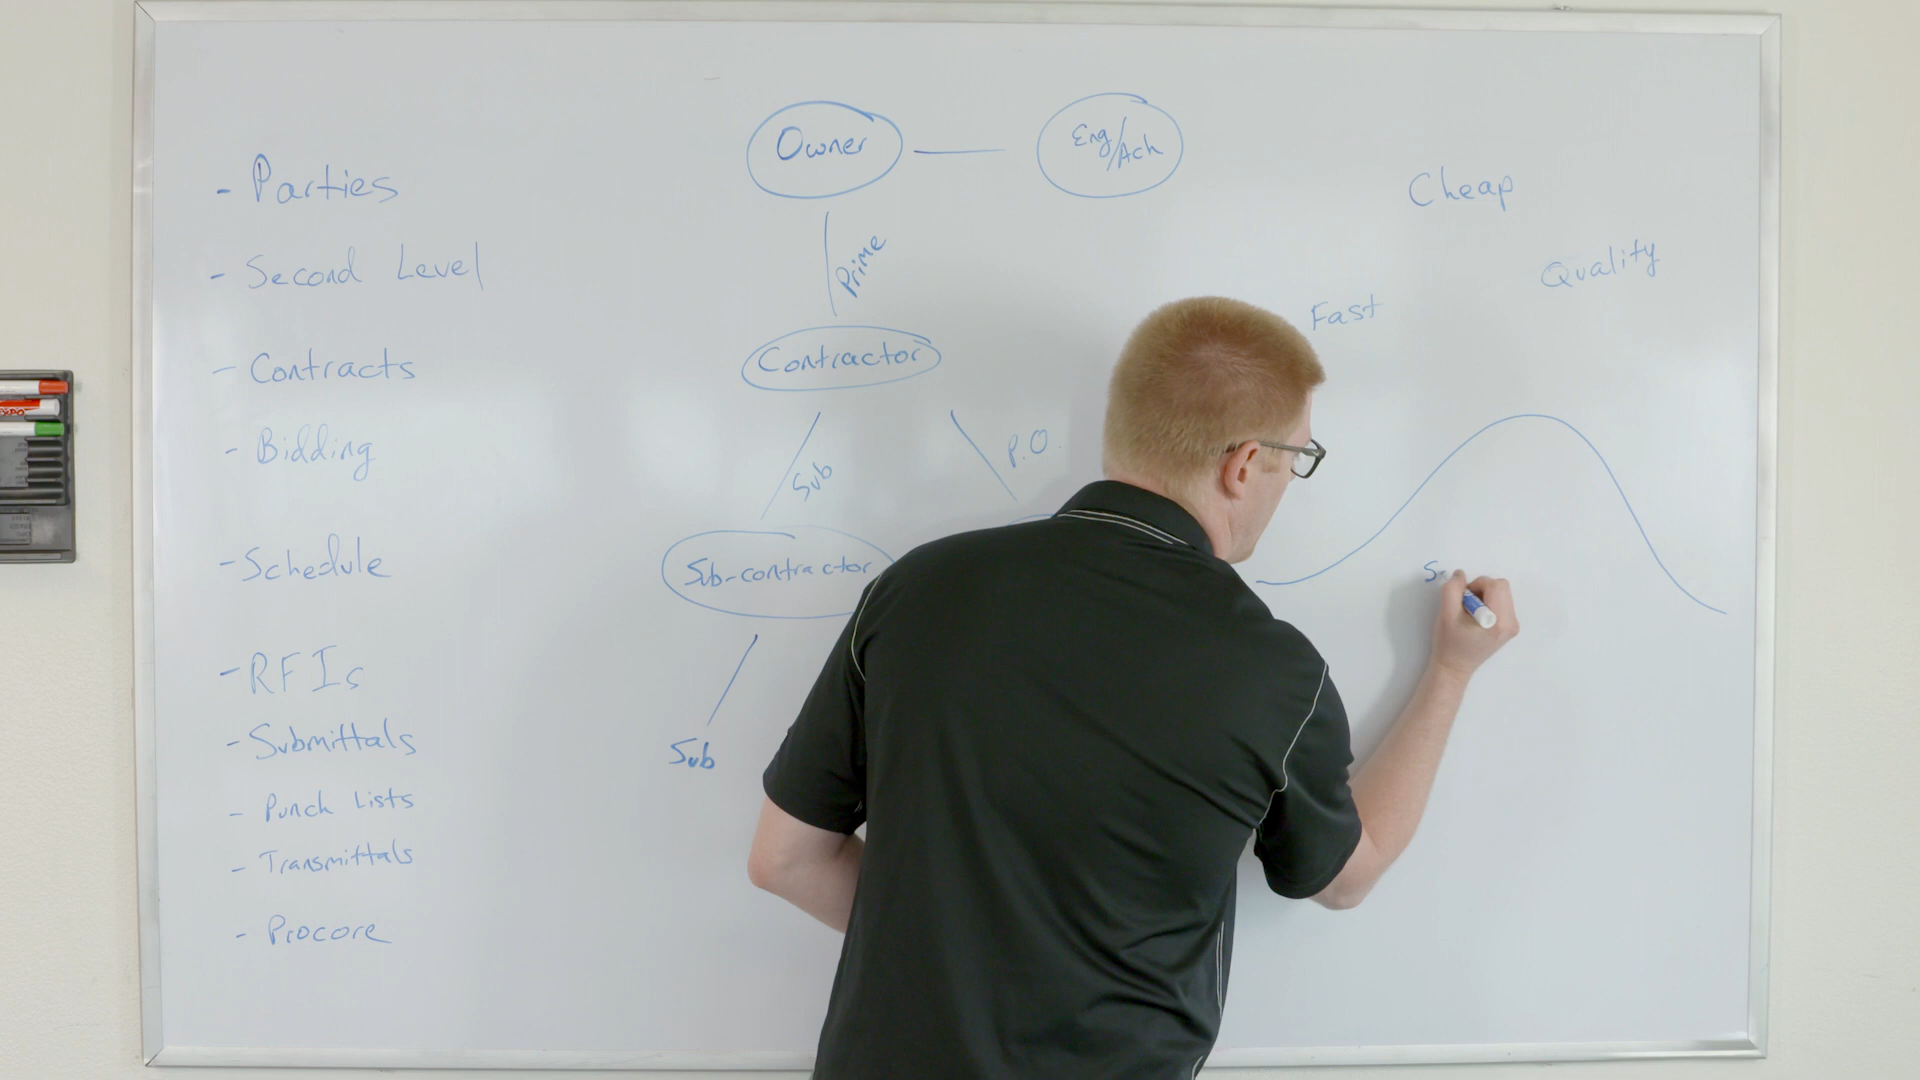 - Parties
- Second Level
- Contracts
- Bidding
- Schedule
- RFIs
- Submittals
- Punch Lists
- Transmittals
- Procore
Owner
Eng/Ach
Prime
Contractor
Sub
P.O.
Sub-contractor
Sub
Cheap
Quality
Fast
S
EXPO